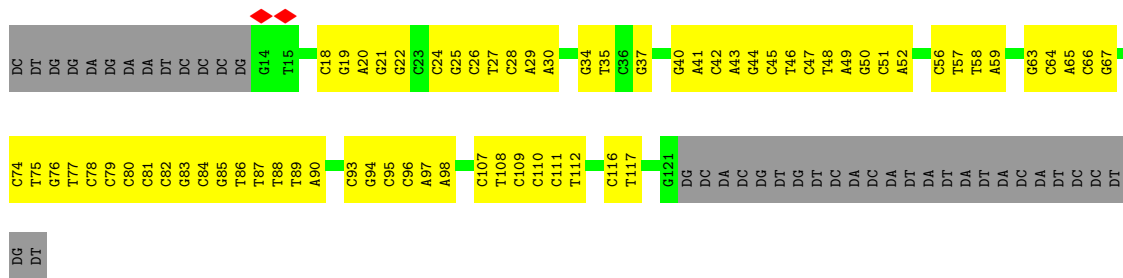 DC DT DG DG DA DG DA DA DT DC DC DC DG G14 T15 C18 G19 A20 G21 G22 C23 C24 G25 C26 T27 C28 A29 A30 G34 T35 C36 G37 G40 A41 C42 A43 G44 C45 T46 C47 T48 A49 G50 C51 A52 C56 T57 T58 A59 G63 C64 A65 C66 G67
C74 T75 G76 T77 C78 C79 C80 C81 C82 G83 C84 G85 T86 T87 T88 T89 A90 C93 G94 C95 C96 A97 A98 C107 T108 C109 C110 C111 T112 C116 T117 G121 DG DC DA DC DG DT DG DT DC DA DC DA DT DA DT DA DT DA DC DA DT DC DC DT
DG DT